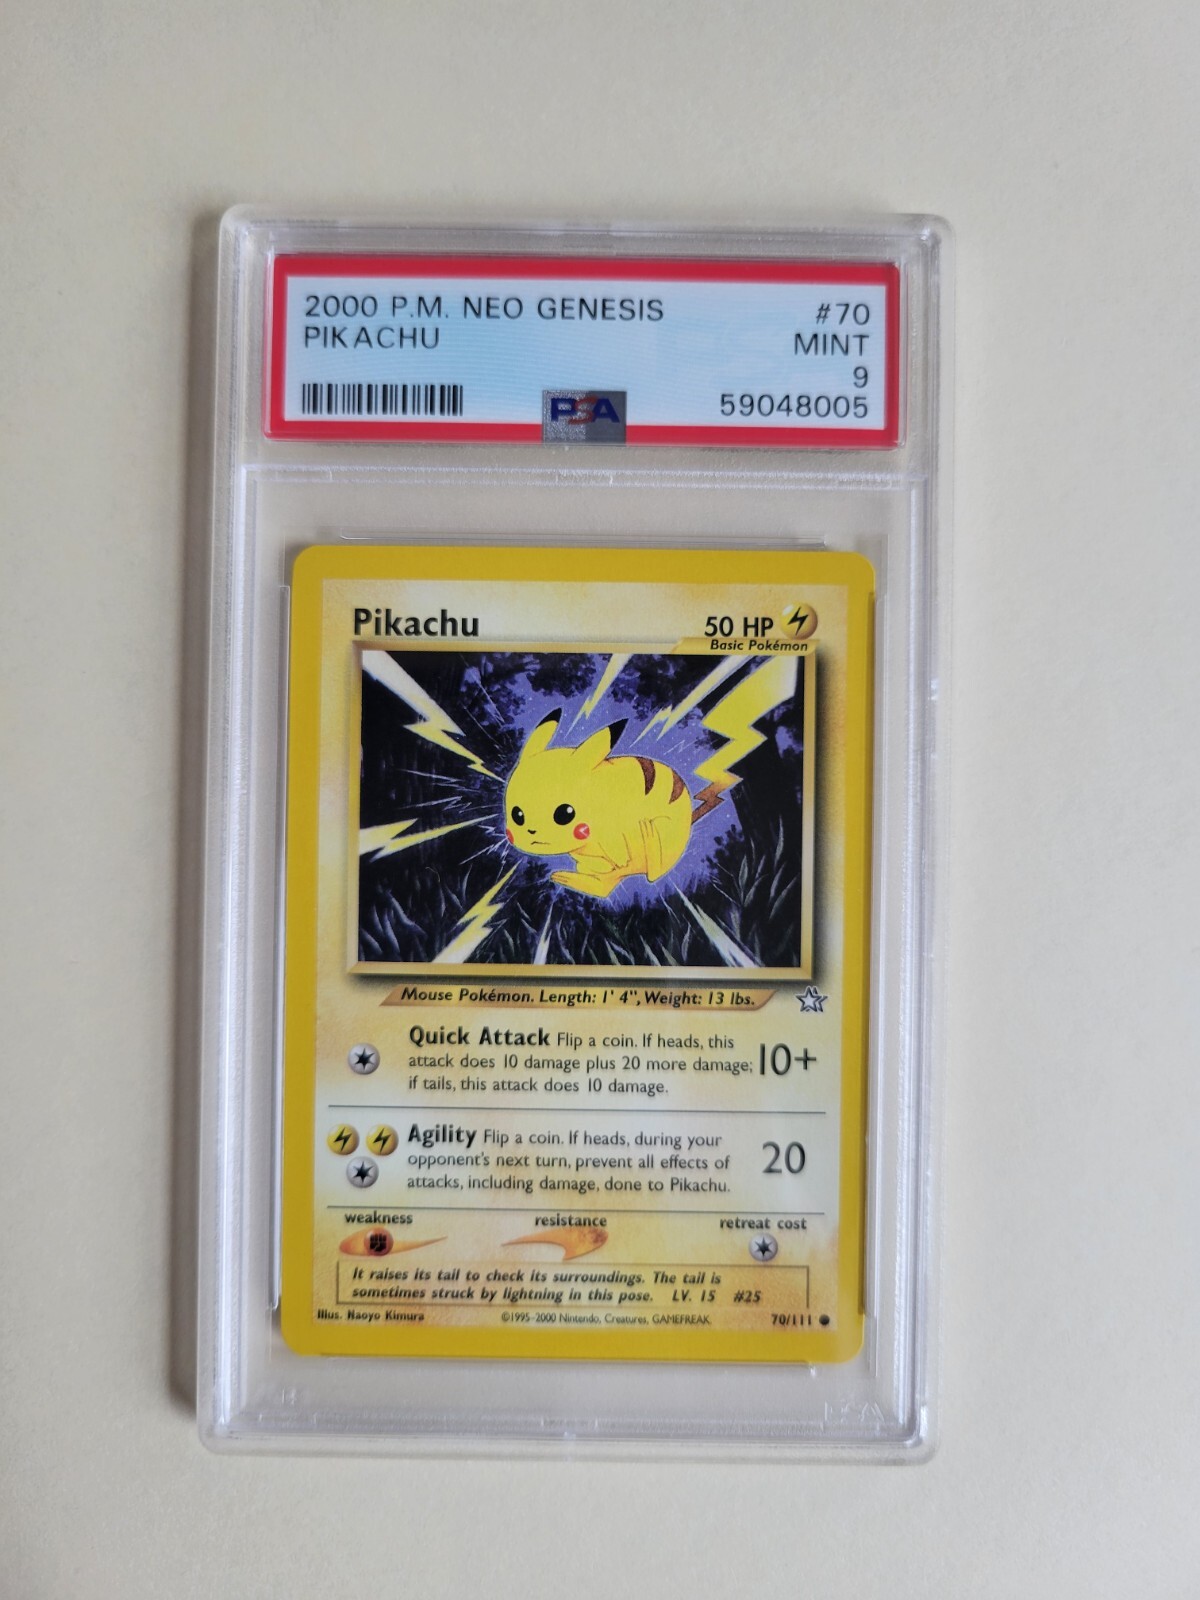 2000 P.M. NEO GENESIS #70
PIKACHU MINT
9
PSA 59048005
Pikachu 50 HP
Basic Pokémon
Mouse Pokémon. Length: 1' 4", Weight: 13 lbs.
Quick Attack Flip a coin. If heads, this
attack does 10 damage plus 20 more damage; 10+
if tails, this attack does 10 damage.
Agility Flip a coin. If heads, during your
opponent's next turn, prevent all effects of 20
attacks, including damage, done to Pikachu.
weakness resistance retreat cost
It raises its tail to check its surroundings. The tail is
sometimes struck by lightning in this pose. LV. 15 #25
Illus. Naoyo Kimura ©1995-2000 Nintendo, Creatures, GAMEFREAK. 70/111